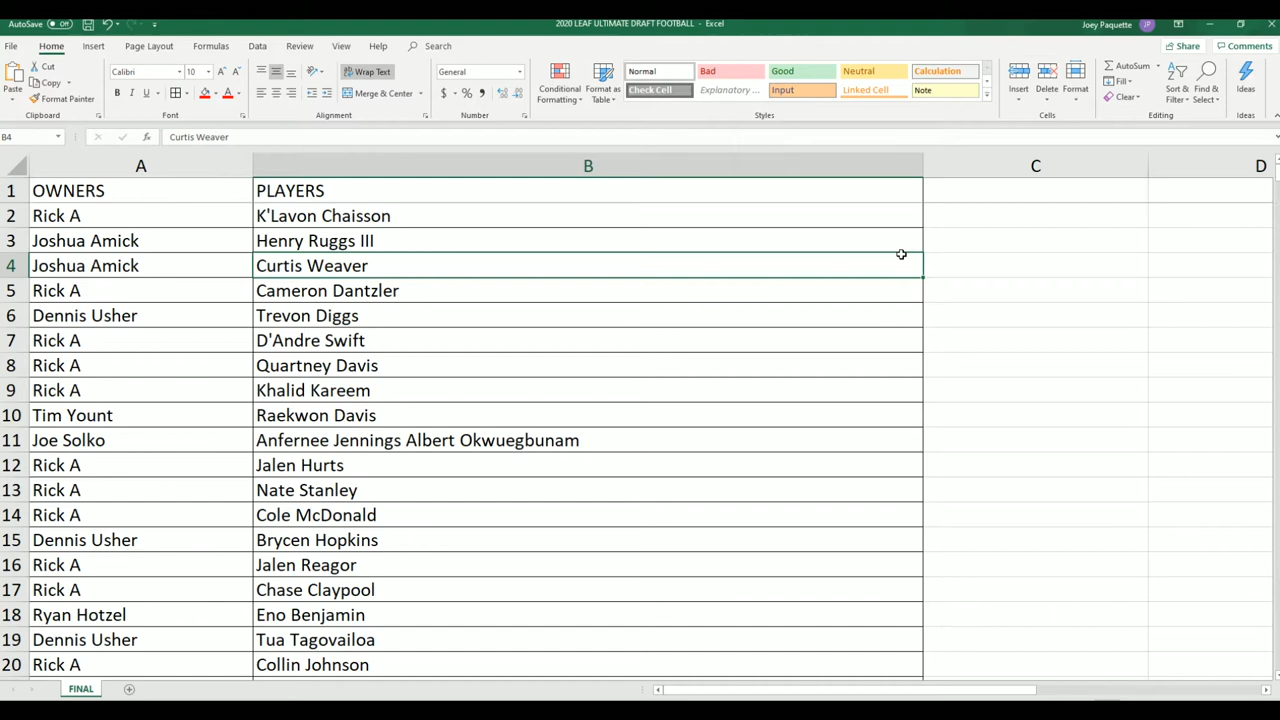 AutoSave Off 2020 LEAF ULTIMATE DRAFT FOOTBALL - Excel Joey Paquette JP
File Home Insert Page Layout Formulas Data Review View Help Search Share Comments
Paste Cut Copy Format Painter Clipboard
Calibri 10 A A B I U A Font
Wrap Text Merge & Center Alignment
General $ % , Number
Conditional Formatting Format as Table
Normal Bad Good Neutral Calculation
Check Cell Explanatory ... Input Linked Cell Note
Styles
Insert Delete Format Cells
AutoSum Fill Clear Sort & Filter Find & Select Editing
Ideas Ideas
B4 fx Curtis Weaver
A B C D
1 OWNERS PLAYERS
2 Rick A K'Lavon Chaisson
3 Joshua Amick Henry Ruggs III
4 Joshua Amick Curtis Weaver
5 Rick A Cameron Dantzler
6 Dennis Usher Trevon Diggs
7 Rick A D'Andre Swift
8 Rick A Quartney Davis
9 Rick A Khalid Kareem
10 Tim Yount Raekwon Davis
11 Joe Solko Anfernee Jennings Albert Okwuegbunam
12 Rick A Jalen Hurts
13 Rick A Nate Stanley
14 Rick A Cole McDonald
15 Dennis Usher Brycen Hopkins
16 Rick A Jalen Reagor
17 Rick A Chase Claypool
18 Ryan Hotzel Eno Benjamin
19 Dennis Usher Tua Tagovailoa
20 Rick A Collin Johnson
FINAL